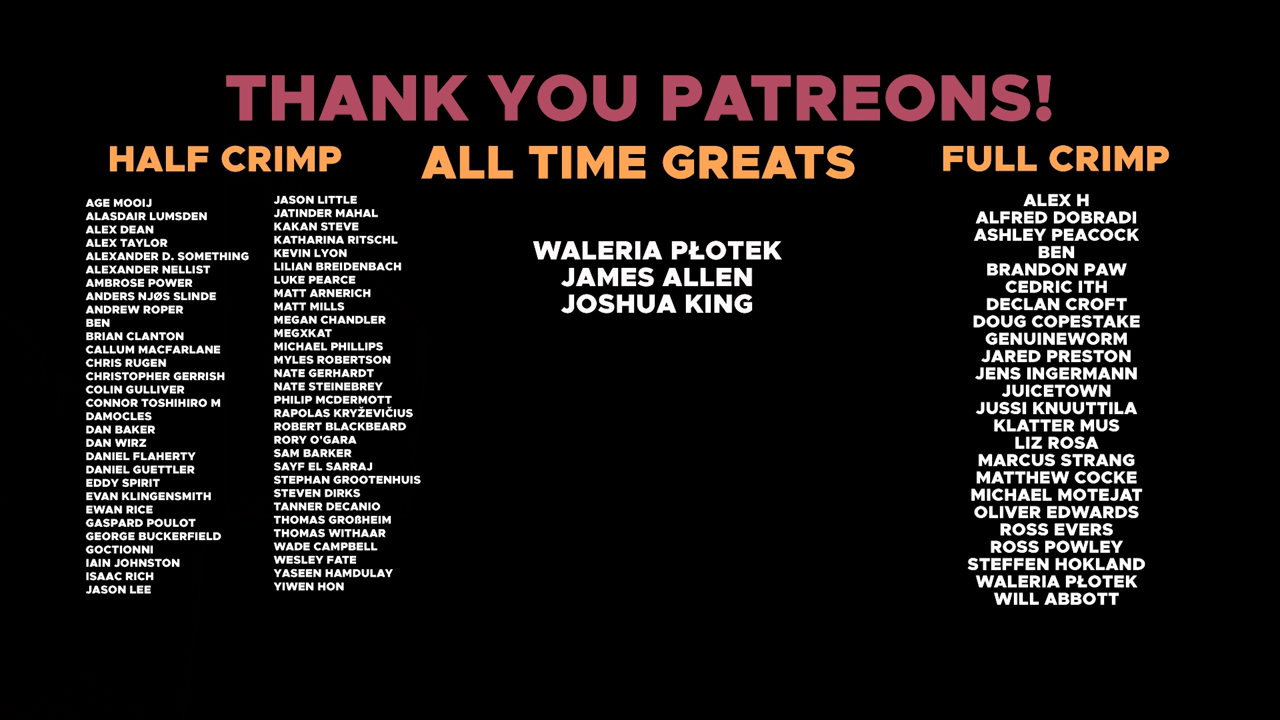 THANK YOU PATREONS!
HALF CRIMP
AGE MOOIJ
ALASDAIR LUMSDEN
ALEX DEAN
ALEX TAYLOR
ALEXANDER D. SOMETHING
ALEXANDER NELLIST
AMBROSE POWER
ANDERS NJØS SLINDE
ANDREW ROPER
BEN
BRIAN CLANTON
CALLUM MACFARLANE
CHRIS RUGEN
CHRISTOPHER GERRISH
COLIN GULLIVER
CONNOR TOSHIHIRO M
DAMOCLES
DAN BAKER
DAN WIRZ
DANIEL FLAHERTY
DANIEL GUETTLER
EDDY SPIRIT
EVAN KLINGENSMITH
EWAN RICE
GASPARD POULOT
GEORGE BUCKERFIELD
GOCTIONNI
IAIN JOHNSTON
ISAAC RICH
JASON LEE
JASON LITTLE
JATINDER MAHAL
KAKAN STEVE
KATHARINA RITSCHL
KEVIN LYON
LILIAN BREIDENBACH
LUKE PEARCE
MATT ARNERICH
MATT MILLS
MEGAN CHANDLER
MEGXKAT
MICHAEL PHILLIPS
MYLES ROBERTSON
NATE GERHARDT
NATE STEINEBREY
PHILIP MCDERMOTT
RAPOLAS KRYŽEVIČIUS
ROBERT BLACKBEARD
RORY O'GARA
SAM BARKER
SAYF EL SARRAJ
STEPHAN GROOTENHUIS
STEVEN DIRKS
TANNER DECANIO
THOMAS GROßHEIM
THOMAS WITHAAR
WADE CAMPBELL
WESLEY FATE
YASEEN HAMDULAY
YIWEN HON
ALL TIME GREATS
WALERIA PŁOTEK
JAMES ALLEN
JOSHUA KING
FULL CRIMP
ALEX H
ALFRED DOBRADI
ASHLEY PEACOCK
BEN
BRANDON PAW
CEDRIC ITH
DECLAN CROFT
DOUG COPESTAKE
GENUINEWORM
JARED PRESTON
JENS INGERMANN
JUICETOWN
JUSSI KNUUTTILA
KLATTER MUS
LIZ ROSA
MARCUS STRANG
MATTHEW COCKE
MICHAEL MOTEJAT
OLIVER EDWARDS
ROSS EVERS
ROSS POWLEY
STEFFEN HOKLAND
WALERIA PŁOTEK
WILL ABBOTT